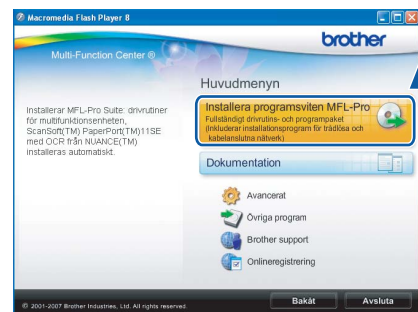 Macromedia Flash Player 8
brother
Multi-Function Center ®
Huvudmenyn
Installerar MFL-Pro Suite: drivrutiner
för multifunktionsenheten,
ScanSoft(TM) PaperPort(TM)11SE
med OCR från NUANCE(TM)
installeras automatiskt.
Installera programsviten MFL-Pro
Fullständigt drivrutins- och programpaket
(inkluderar installationsprogram för trådlösa och
kabelanslutna nätverk)
Dokumentation
Avancerat
Övriga program
Brother support
Onlineregistrering
© 2001-2007 Brother Industries, Ltd. All rights reserved.
Bakåt
Avsluta